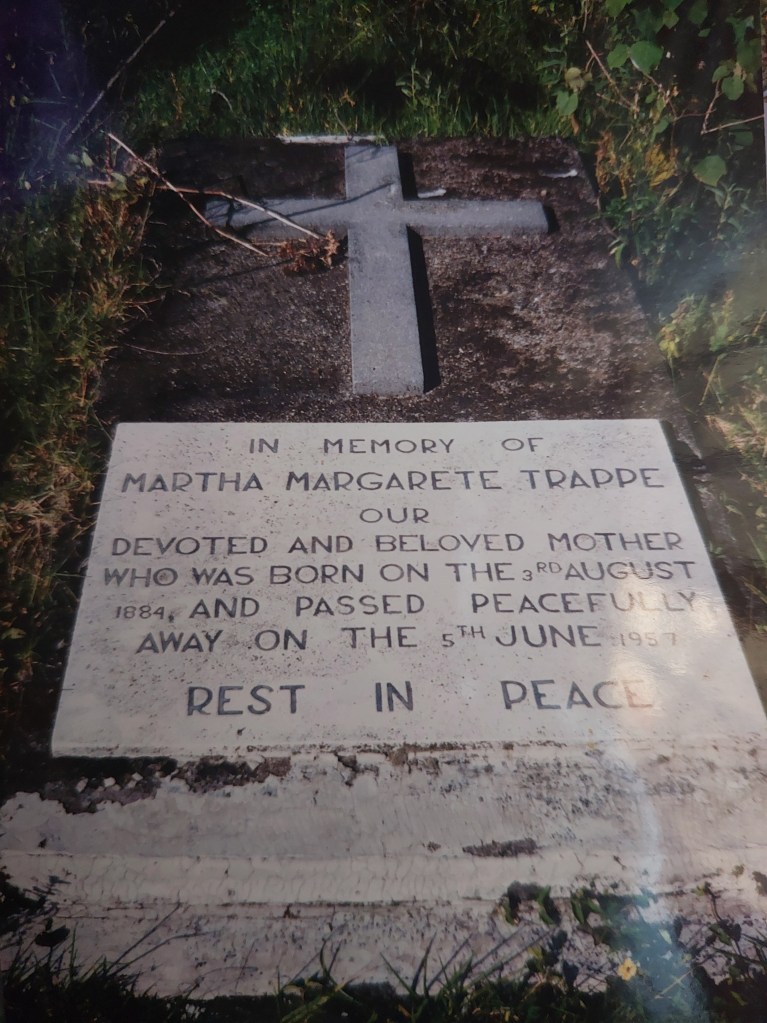 IN MEMORY OF
MARTHA MARGARETE TRAPPE
OUR
DEVOTED AND BELOVED MOTHER
WHO WAS BORN ON THE 3RD AUGUST
1884, AND PASSED PEACEFULLY
AWAY ON THE 5TH JUNE 1957
REST IN PEACE